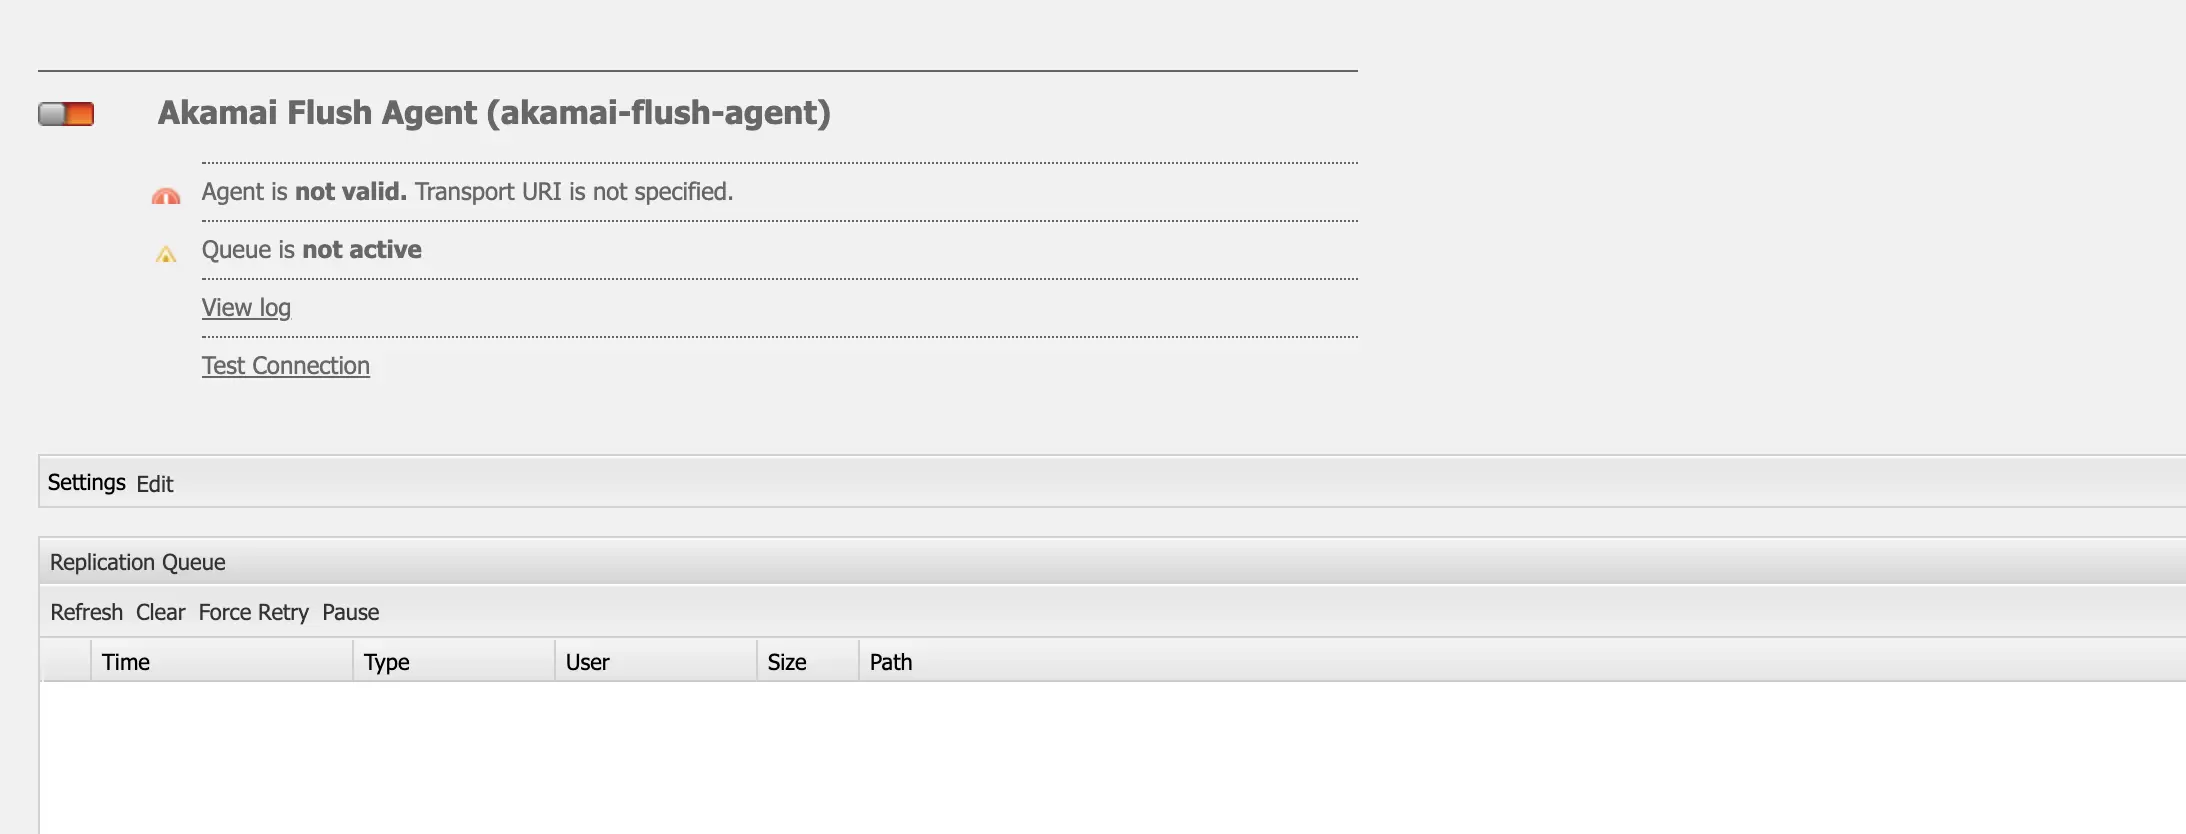 Akamai Flush Agent (akamai-flush-agent)
Agent is not valid. Transport URI is not specified.
Queue is not active
View log
Test Connection
Settings Edit
Replication Queue
Refresh Clear Force Retry Pause
Time Type User Size Path